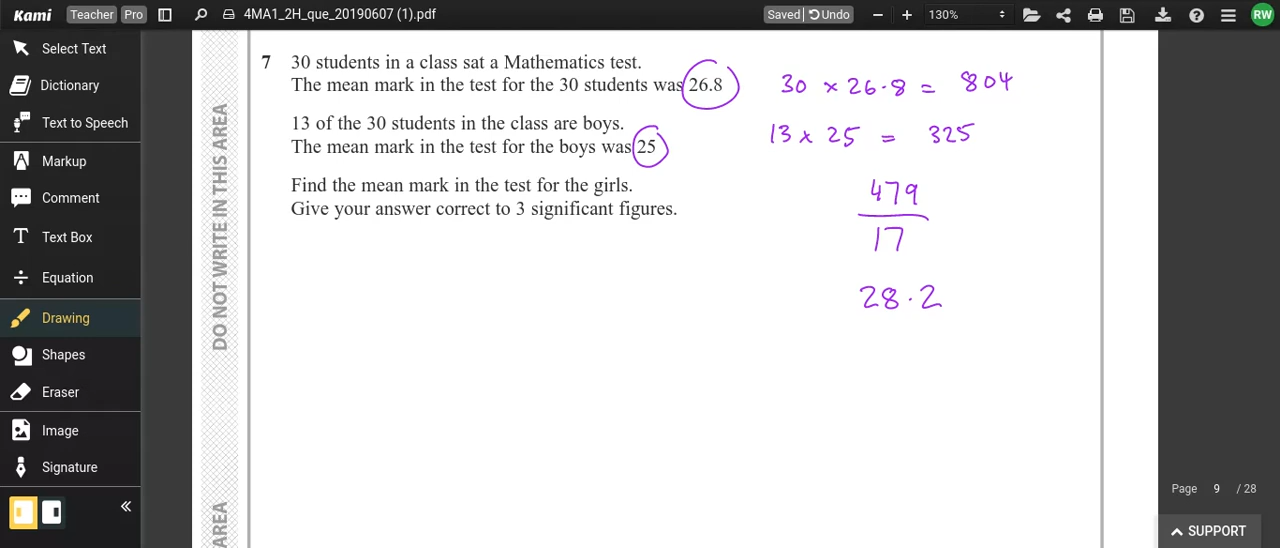 Kami Teacher Pro 4MA1_2H_que_20190607 (1).pdf Saved Undo 130% RW
Select Text
Dictionary
Text to Speech
Markup
Comment
Text Box
Equation
Drawing
Shapes
Eraser
Image
Signature
DO NOT WRITE IN THIS AREA
AREA
7 30 students in a class sat a Mathematics test.
The mean mark in the test for the 30 students was 26.8
13 of the 30 students in the class are boys.
The mean mark in the test for the boys was 25
Find the mean mark in the test for the girls.
Give your answer correct to 3 significant figures.
30 × 26·8 = 804
13 × 25 = 325
479
17
28·2
Page 9 / 28
SUPPORT